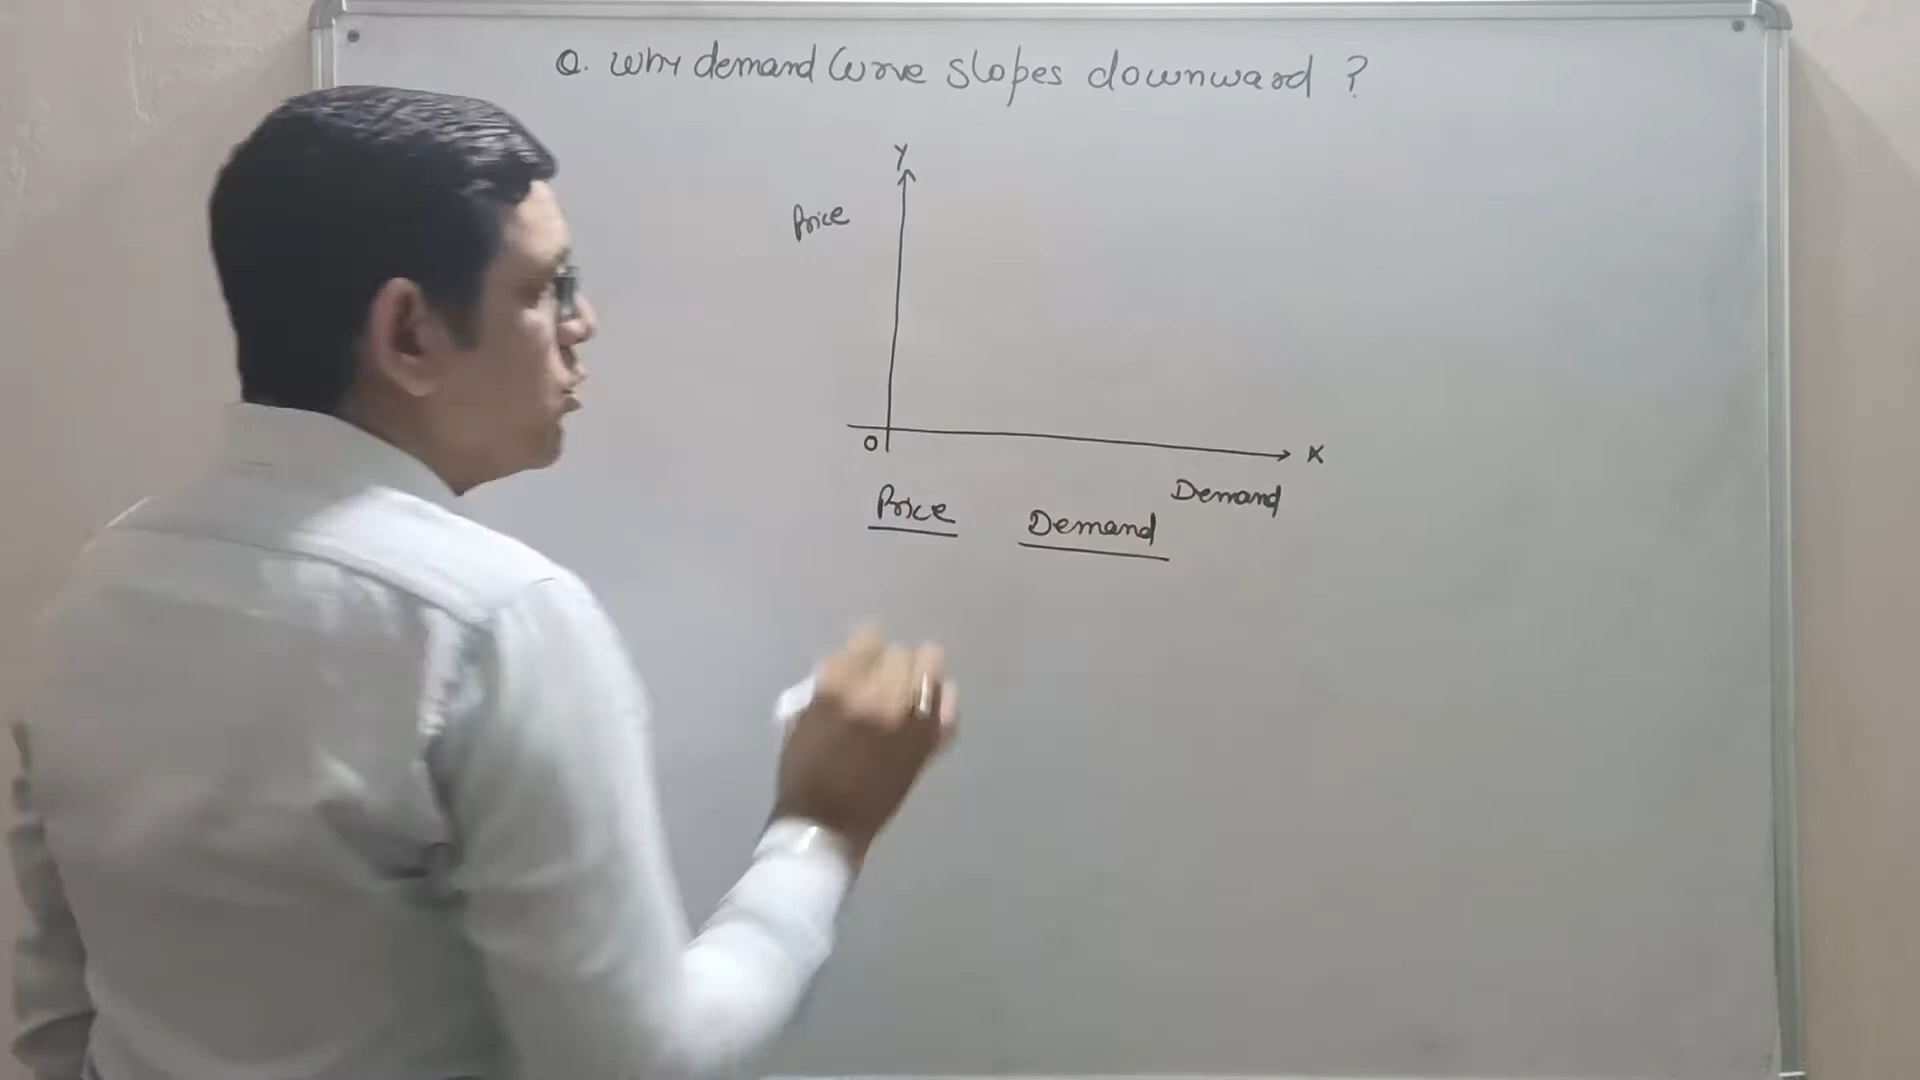 Q. Why demand Curve slopes downward ?
Y
Price
O
X
Demand
Price Demand